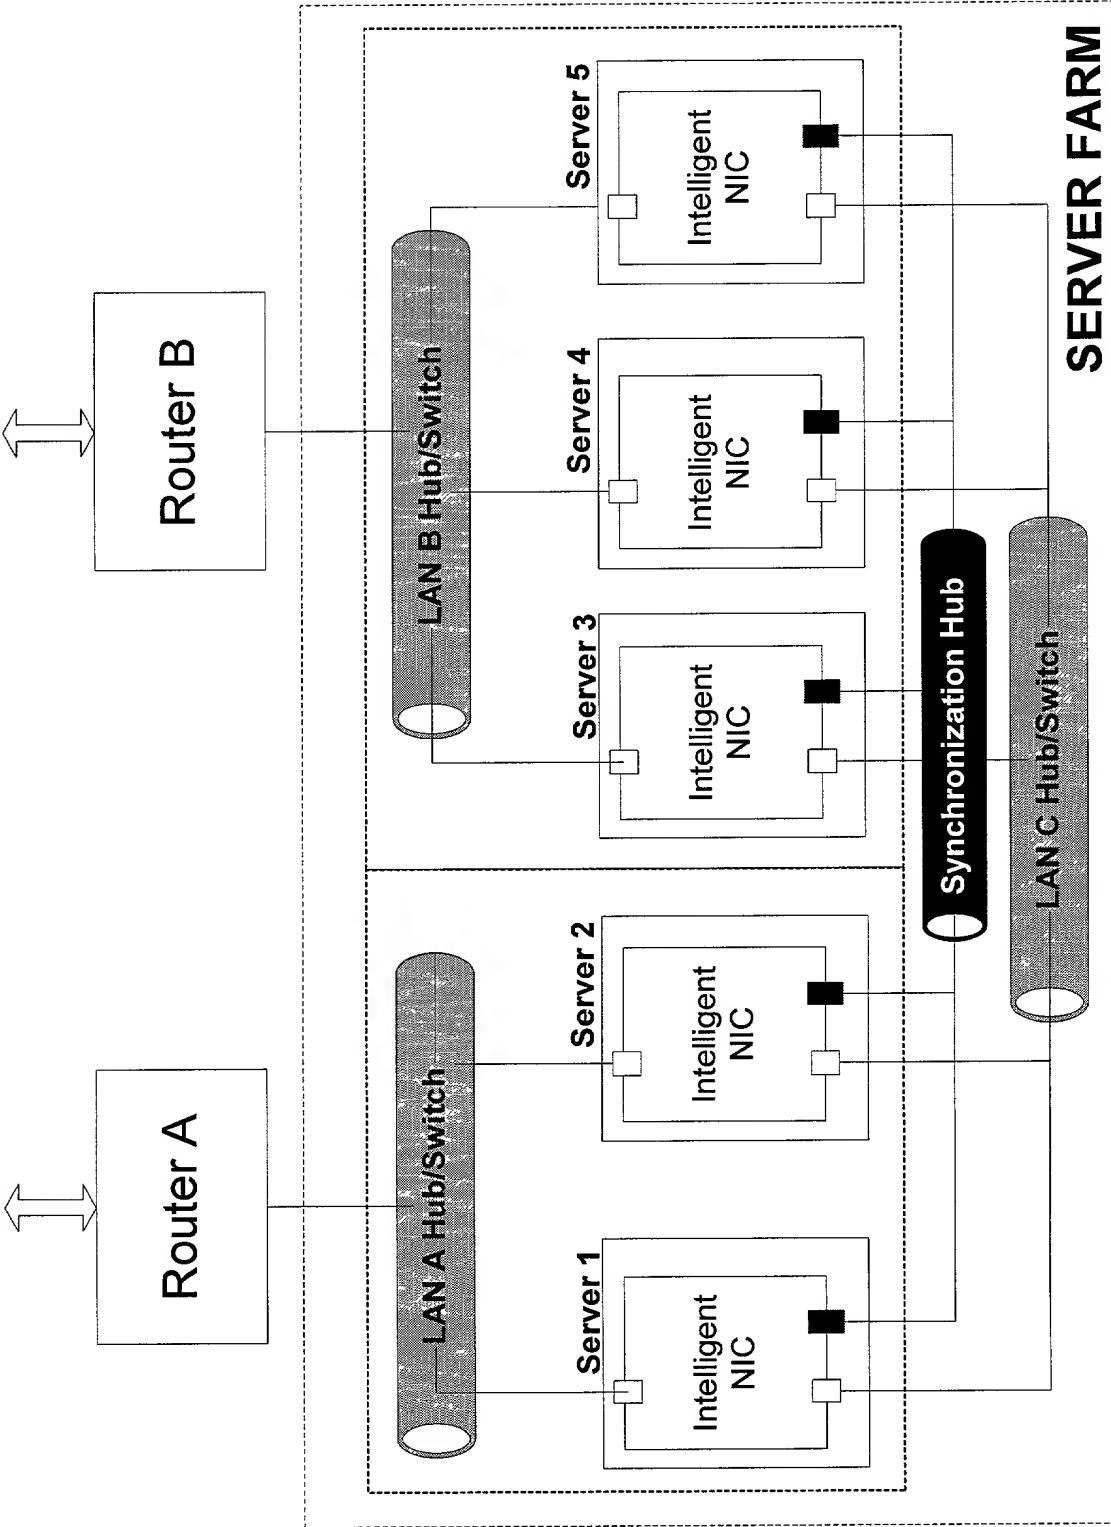 Router A
Router B
LAN A Hub/Switch
LAN B Hub/Switch
Server 1
Server 2
Server 3
Server 4
Server 5
Intelligent
NIC
Intelligent
NIC
Intelligent
NIC
Intelligent
NIC
Intelligent
NIC
Synchronization Hub
LAN C Hub/Switch
SERVER FARM